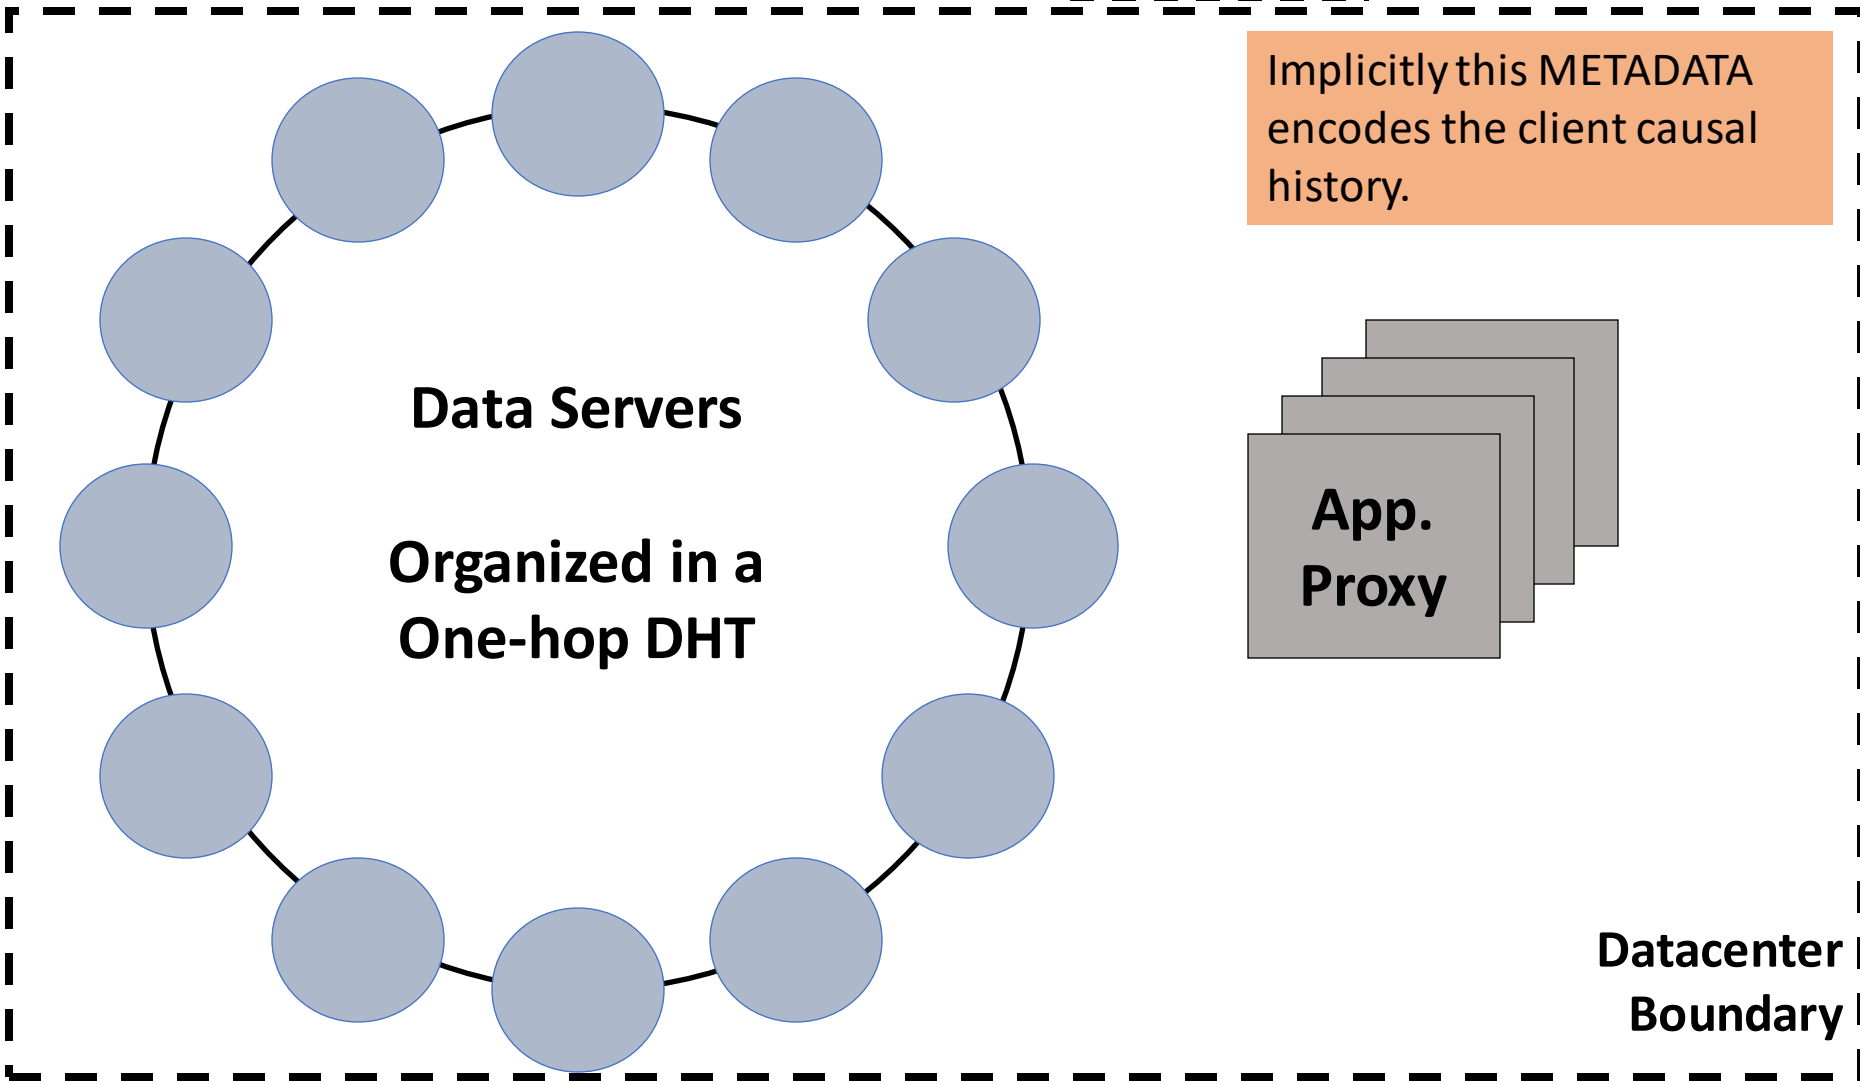 Implicitly this METADATA
encodes the client causal
history.
Data Servers
Organized in a
One-hop DHT
App.
Proxy
Datacenter
Boundary